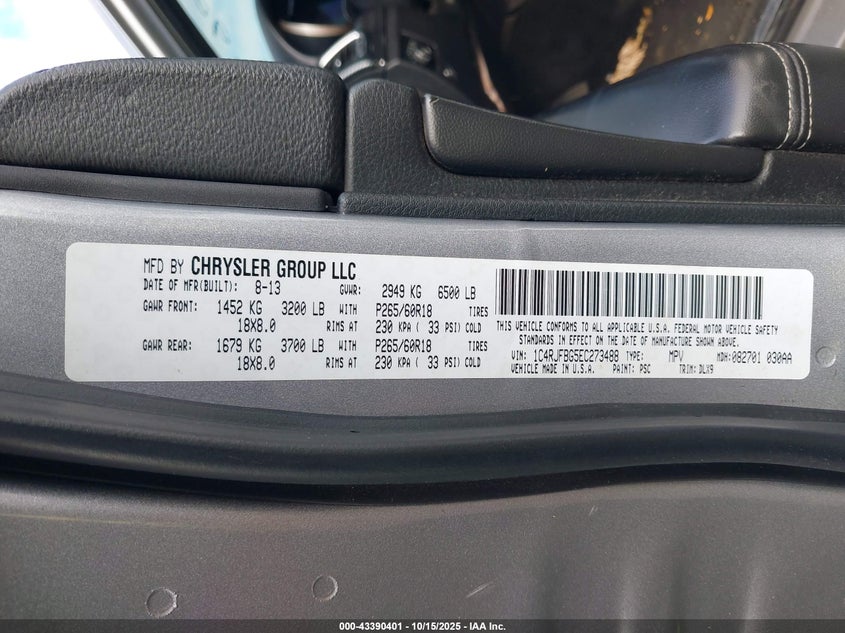 MFD BY CHRYSLER GROUP LLC
DATE OF MFR(BUILT): 8-13 GVWR: 2949 KG 6500 LB
GAWR FRONT: 1452 KG 3200 LB WITH P265/60R18 TIRES
18X8.0 RIMS AT 230 KPA ( 33 PSI) COLD
GAWR REAR: 1679 KG 3700 LB WITH P265/60R18 TIRES
18X8.0 RIMS AT 230 KPA ( 33 PSI) COLD
THIS VEHICLE CONFORMS TO ALL APPLICABLE U.S.A. FEDERAL MOTOR VEHICLE SAFETY
STANDARDS IN EFFECT ON THE DATE OF MANUFACTURE SHOWN ABOVE
VIN: 1C4RJFBG5EC273488 TYPE: MPV MDH:082701 030AA
VEHICLE MADE IN U.S.A. PAINT: PSC TRIM: DLX9
000-43390401 - 10/15/2025 - IAA Inc.